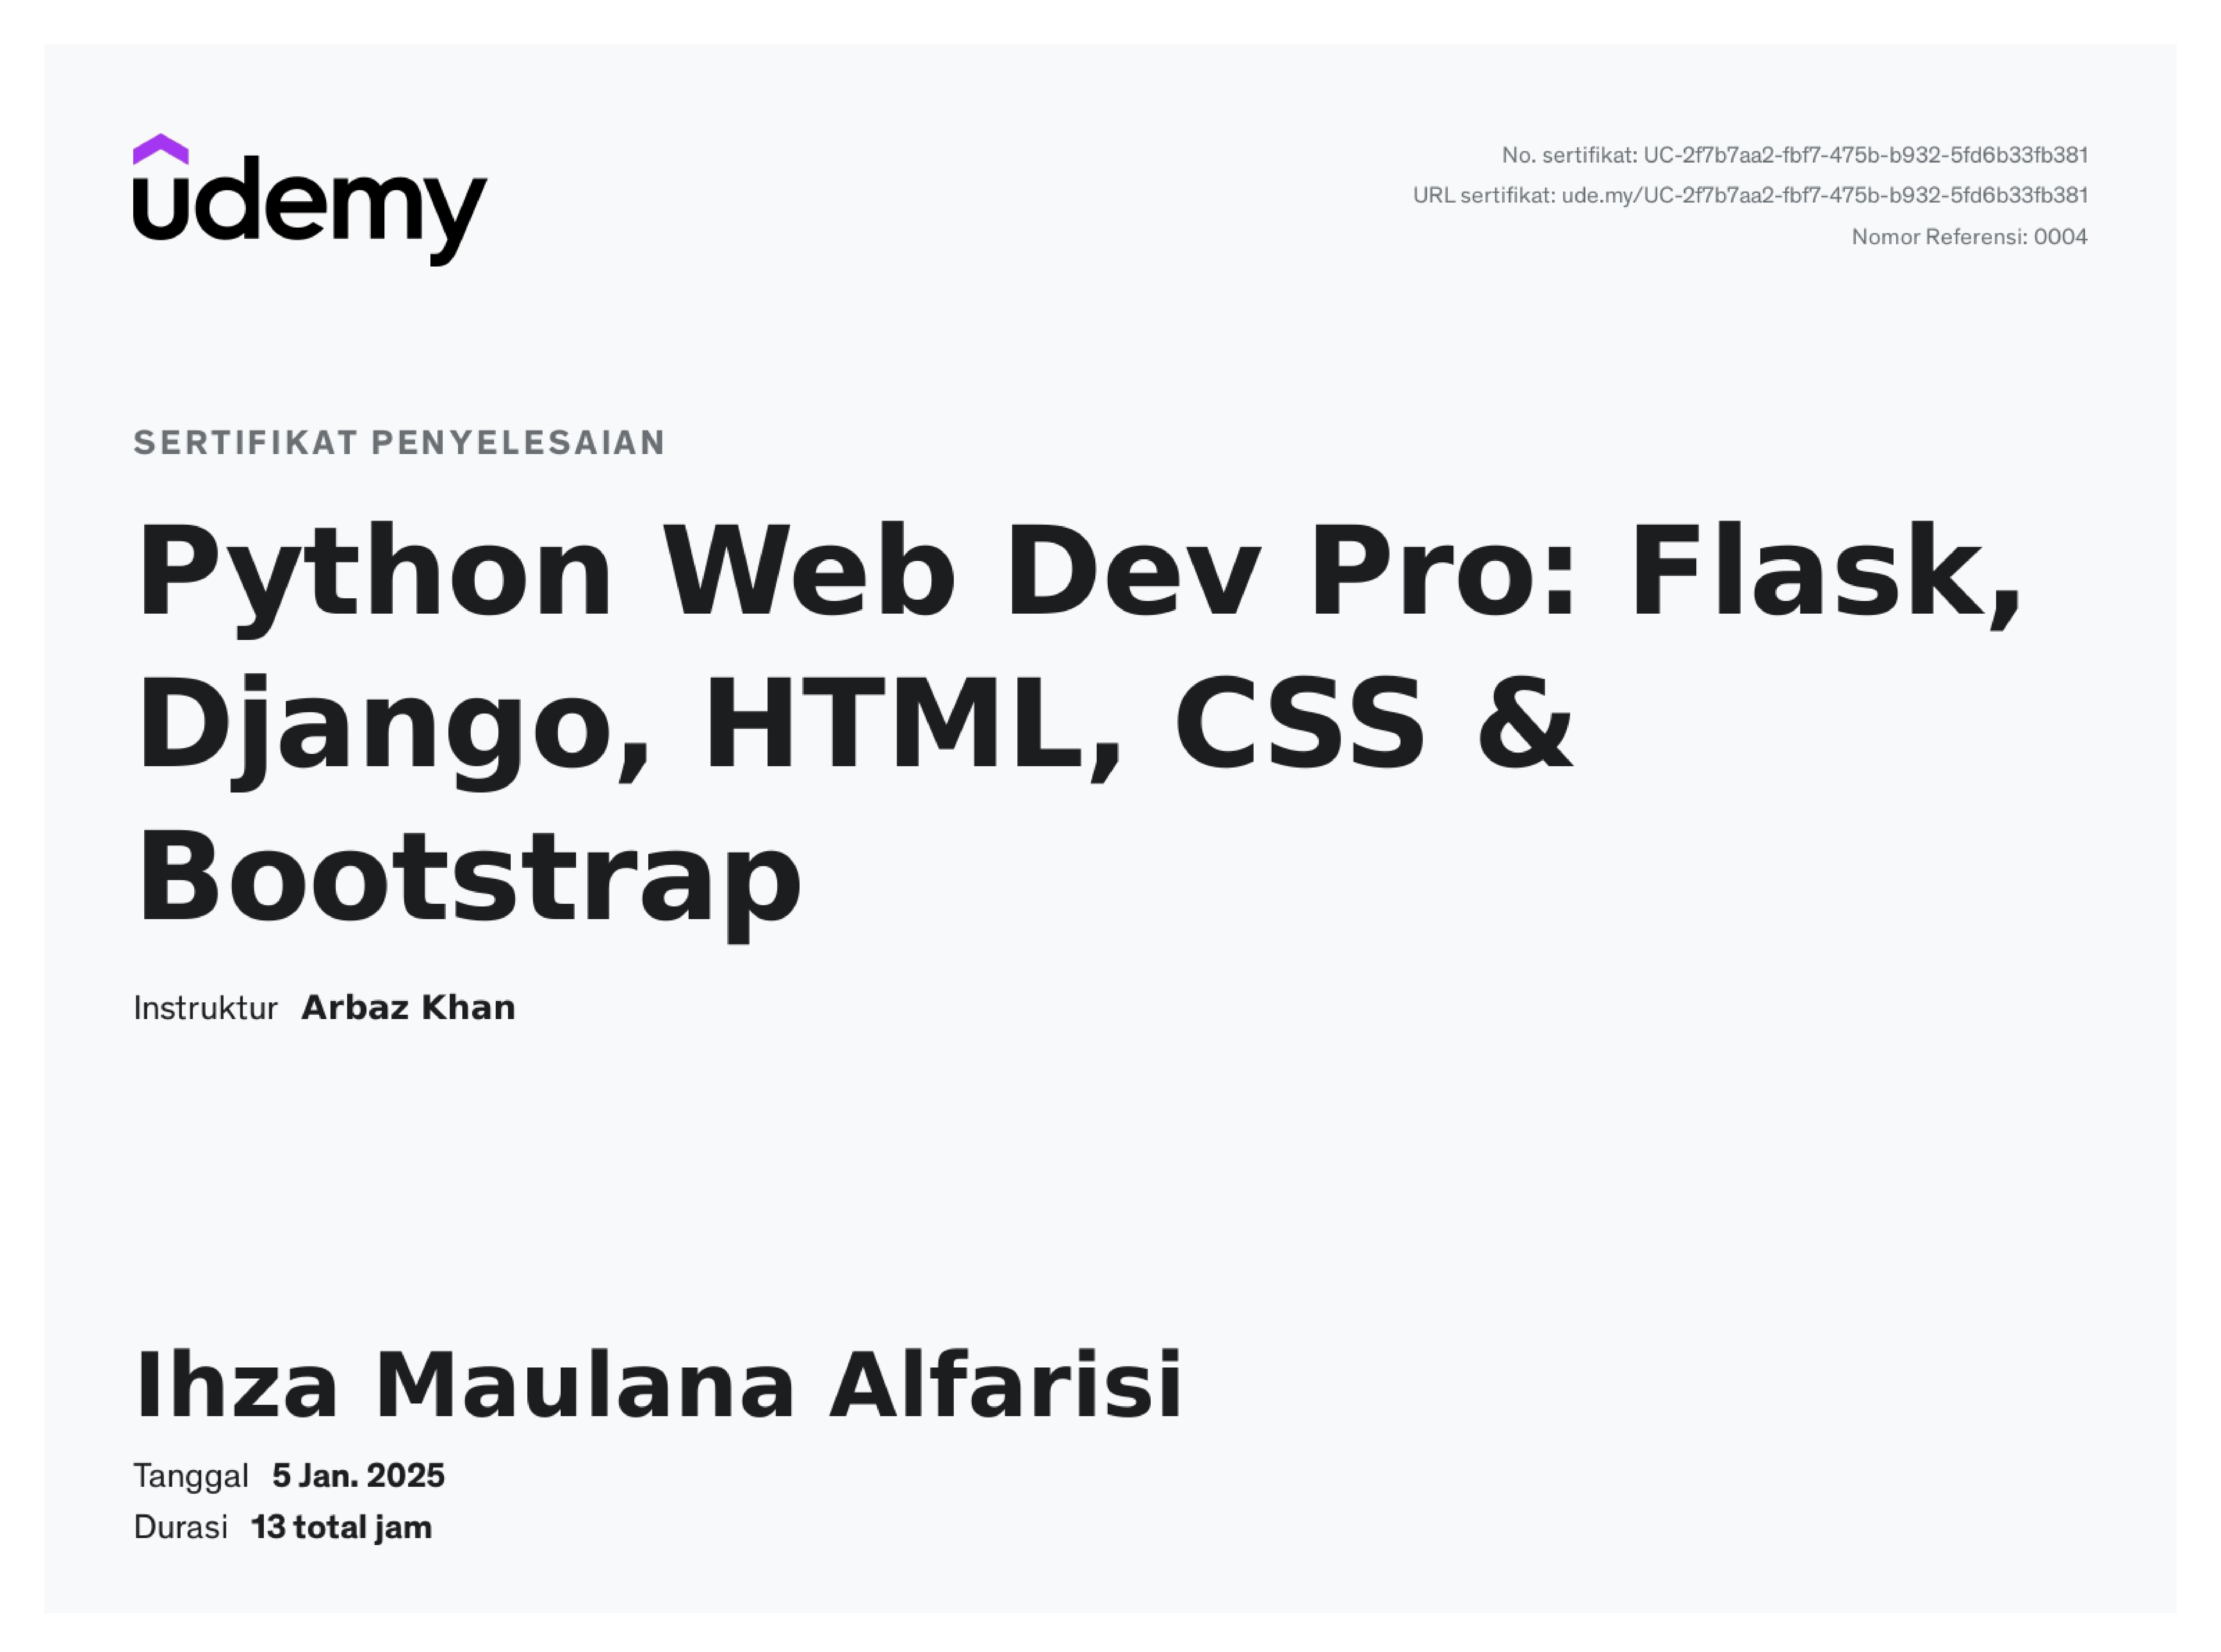 udemy
No. sertifikat: UC-2f7b7aa2-fbf7-475b-b932-5fd6b33fb381
URL sertifikat: ude.my/UC-2f7b7aa2-fbf7-475b-b932-5fd6b33fb381
Nomor Referensi: 0004
SERTIFIKAT PENYELESAIAN
Python Web Dev Pro: Flask,
Django, HTML, CSS &
Bootstrap
Instruktur Arbaz Khan
Ihza Maulana Alfarisi
Tanggal 5 Jan. 2025
Durasi 13 total jam